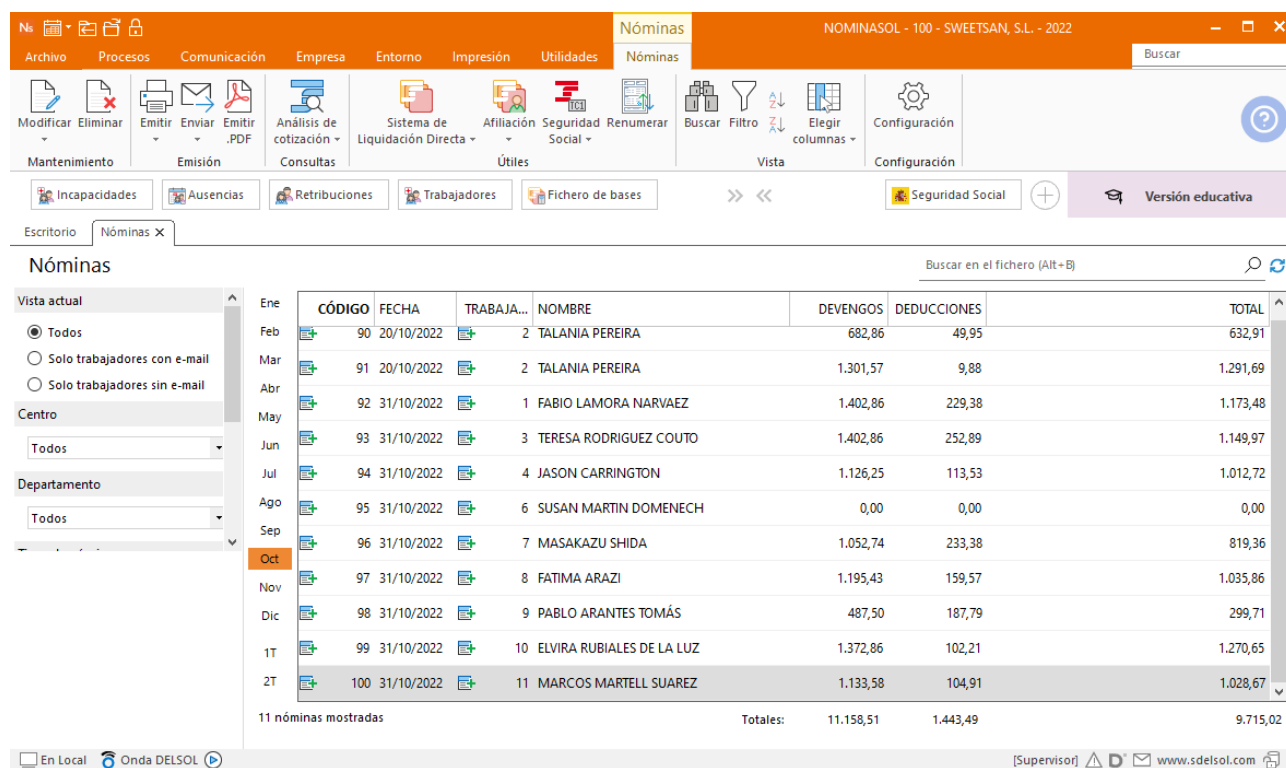 Ns Nóminas NOMINASOL - 100 - SWEETSAN, S.L. - 2022
Archivo Procesos Comunicación Empresa Entorno Impresión Utilidades Nóminas Buscar
Modificar Eliminar Emitir Enviar Emitir .PDF Análisis de cotización Sistema de Liquidación Directa Afiliación TC1 Seguridad Social Renumerar Buscar Filtro Elegir columnas Configuración
Mantenimiento Emisión Consultas Útiles Vista Configuración
Incapacidades Ausencias Retribuciones Trabajadores Fichero de bases Seguridad Social Versión educativa
Escritorio Nóminas
Nóminas Buscar en el fichero (Alt+B)
Vista actual
Todos
Solo trabajadores con e-mail
Solo trabajadores sin e-mail
Centro
Todos
Departamento
Todos
Ene
Feb
Mar
Abr
May
Jun
Jul
Ago
Sep
Oct
Nov
Dic
1T
2T
CÓDIGO FECHA TRABAJA... NOMBRE DEVENGOS DEDUCCIONES TOTAL
90 20/10/2022 2 TALANIA PEREIRA 682,86 49,95 632,91
91 20/10/2022 2 TALANIA PEREIRA 1.301,57 9,88 1.291,69
92 31/10/2022 1 FABIO LAMORA NARVAEZ 1.402,86 229,38 1.173,48
93 31/10/2022 3 TERESA RODRIGUEZ COUTO 1.402,86 252,89 1.149,97
94 31/10/2022 4 JASON CARRINGTON 1.126,25 113,53 1.012,72
95 31/10/2022 6 SUSAN MARTIN DOMENECH 0,00 0,00 0,00
96 31/10/2022 7 MASAKAZU SHIDA 1.052,74 233,38 819,36
97 31/10/2022 8 FATIMA ARAZI 1.195,43 159,57 1.035,86
98 31/10/2022 9 PABLO ARANTES TOMÁS 487,50 187,79 299,71
99 31/10/2022 10 ELVIRA RUBIALES DE LA LUZ 1.372,86 102,21 1.270,65
100 31/10/2022 11 MARCOS MARTELL SUAREZ 1.133,58 104,91 1.028,67
11 nóminas mostradas Totales: 11.158,51 1.443,49 9.715,02
En Local Onda DELSOL [Supervisor] D www.sdelsol.com